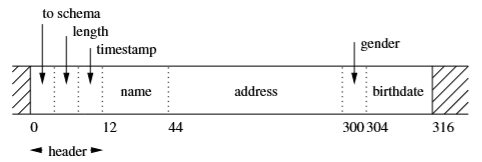 to schema
length
timestamp
gender
name
address
birthdate
0
12
44
300 304
316
header